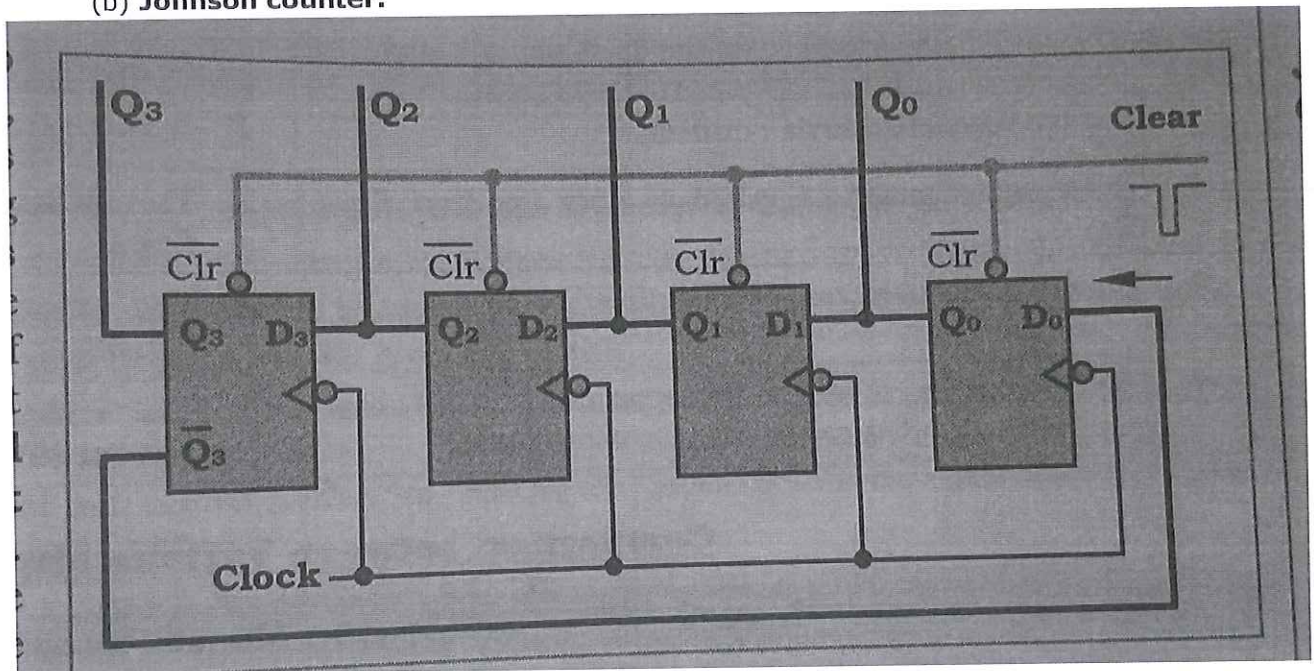 (b) Johnson counter.
Q3 Q2 Q1 Q0 Clear
Clr Clr Clr Clr
Q3 D3 Q2 D2 Q1 D1 Q0 D0
Q3
Clock